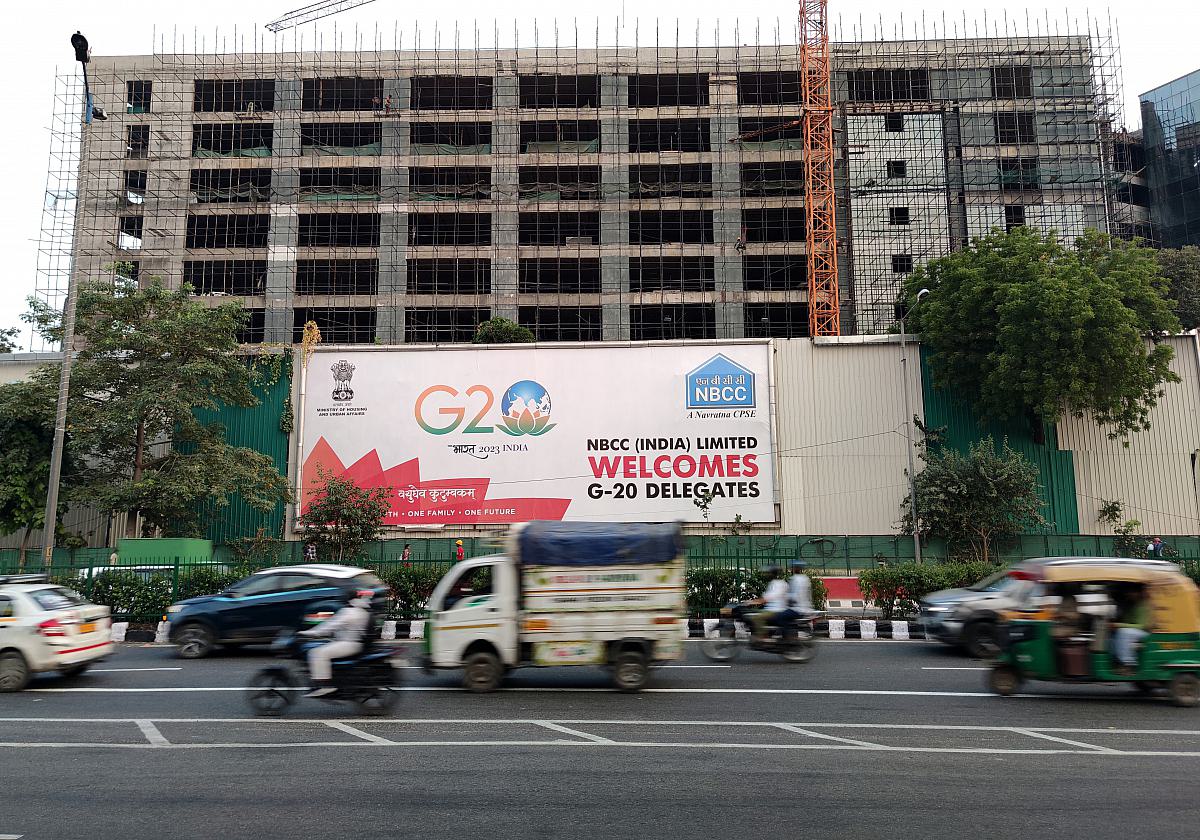 MINISTRY OF HOUSING
AND URBAN AFFAIRS
G20
भारत 2023 INDIA
वसुधैव कुटुम्बकम्
• ONE FAMILY • ONE FUTURE
एन बी सी सी
NBCC
A Navratna CPSE
NBCC (INDIA) LIMITED
WELCOMES
G-20 DELEGATES